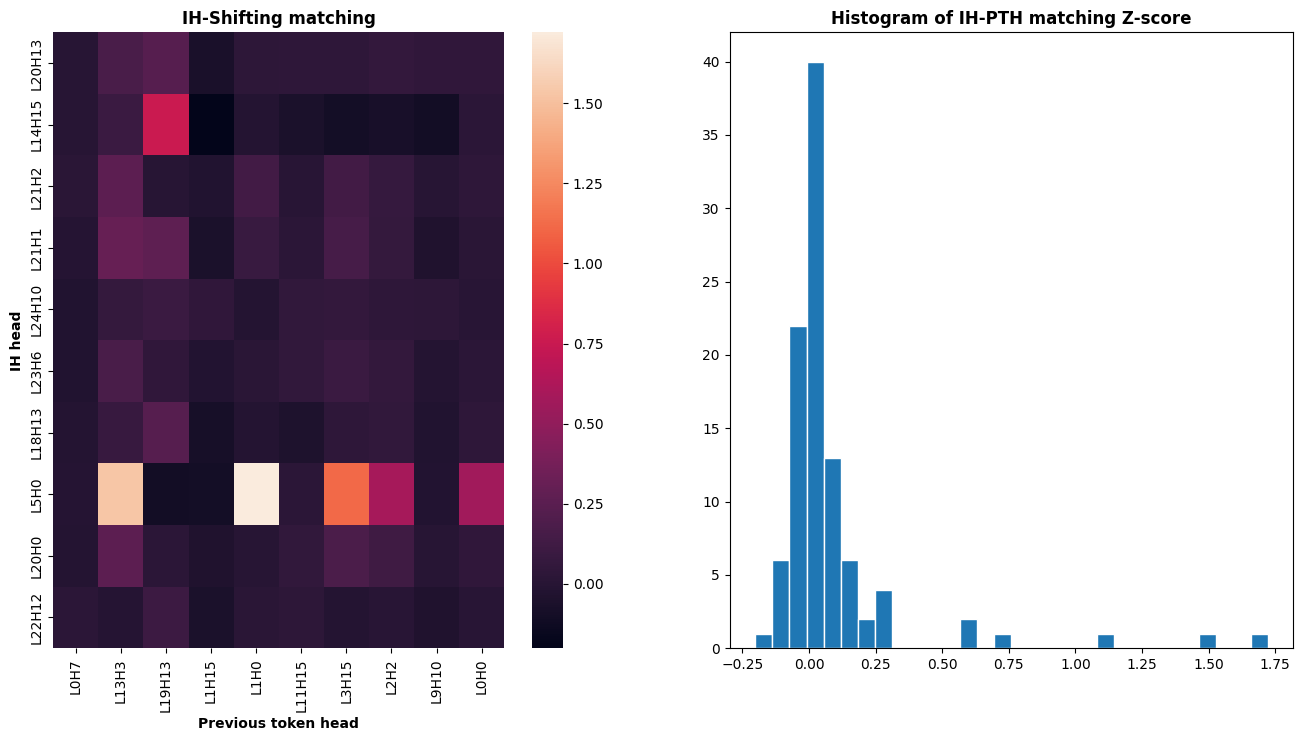 IH-Shifting matching
IH head
L20H13
L14H15
L21H2
L21H1
L24H10
L23H6
L18H13
L5H0
L20H0
L22H12
L0H7
L13H3
L19H13
L1H15
L1H0
L11H15
L3H15
L2H2
L9H10
L0H0
Previous token head
1.50
1.25
1.00
0.75
0.50
0.25
0.00
Histogram of IH-PTH matching Z-score
40
35
30
25
20
15
10
5
0
−0.25
0.00
0.25
0.50
0.75
1.00
1.25
1.50
1.75